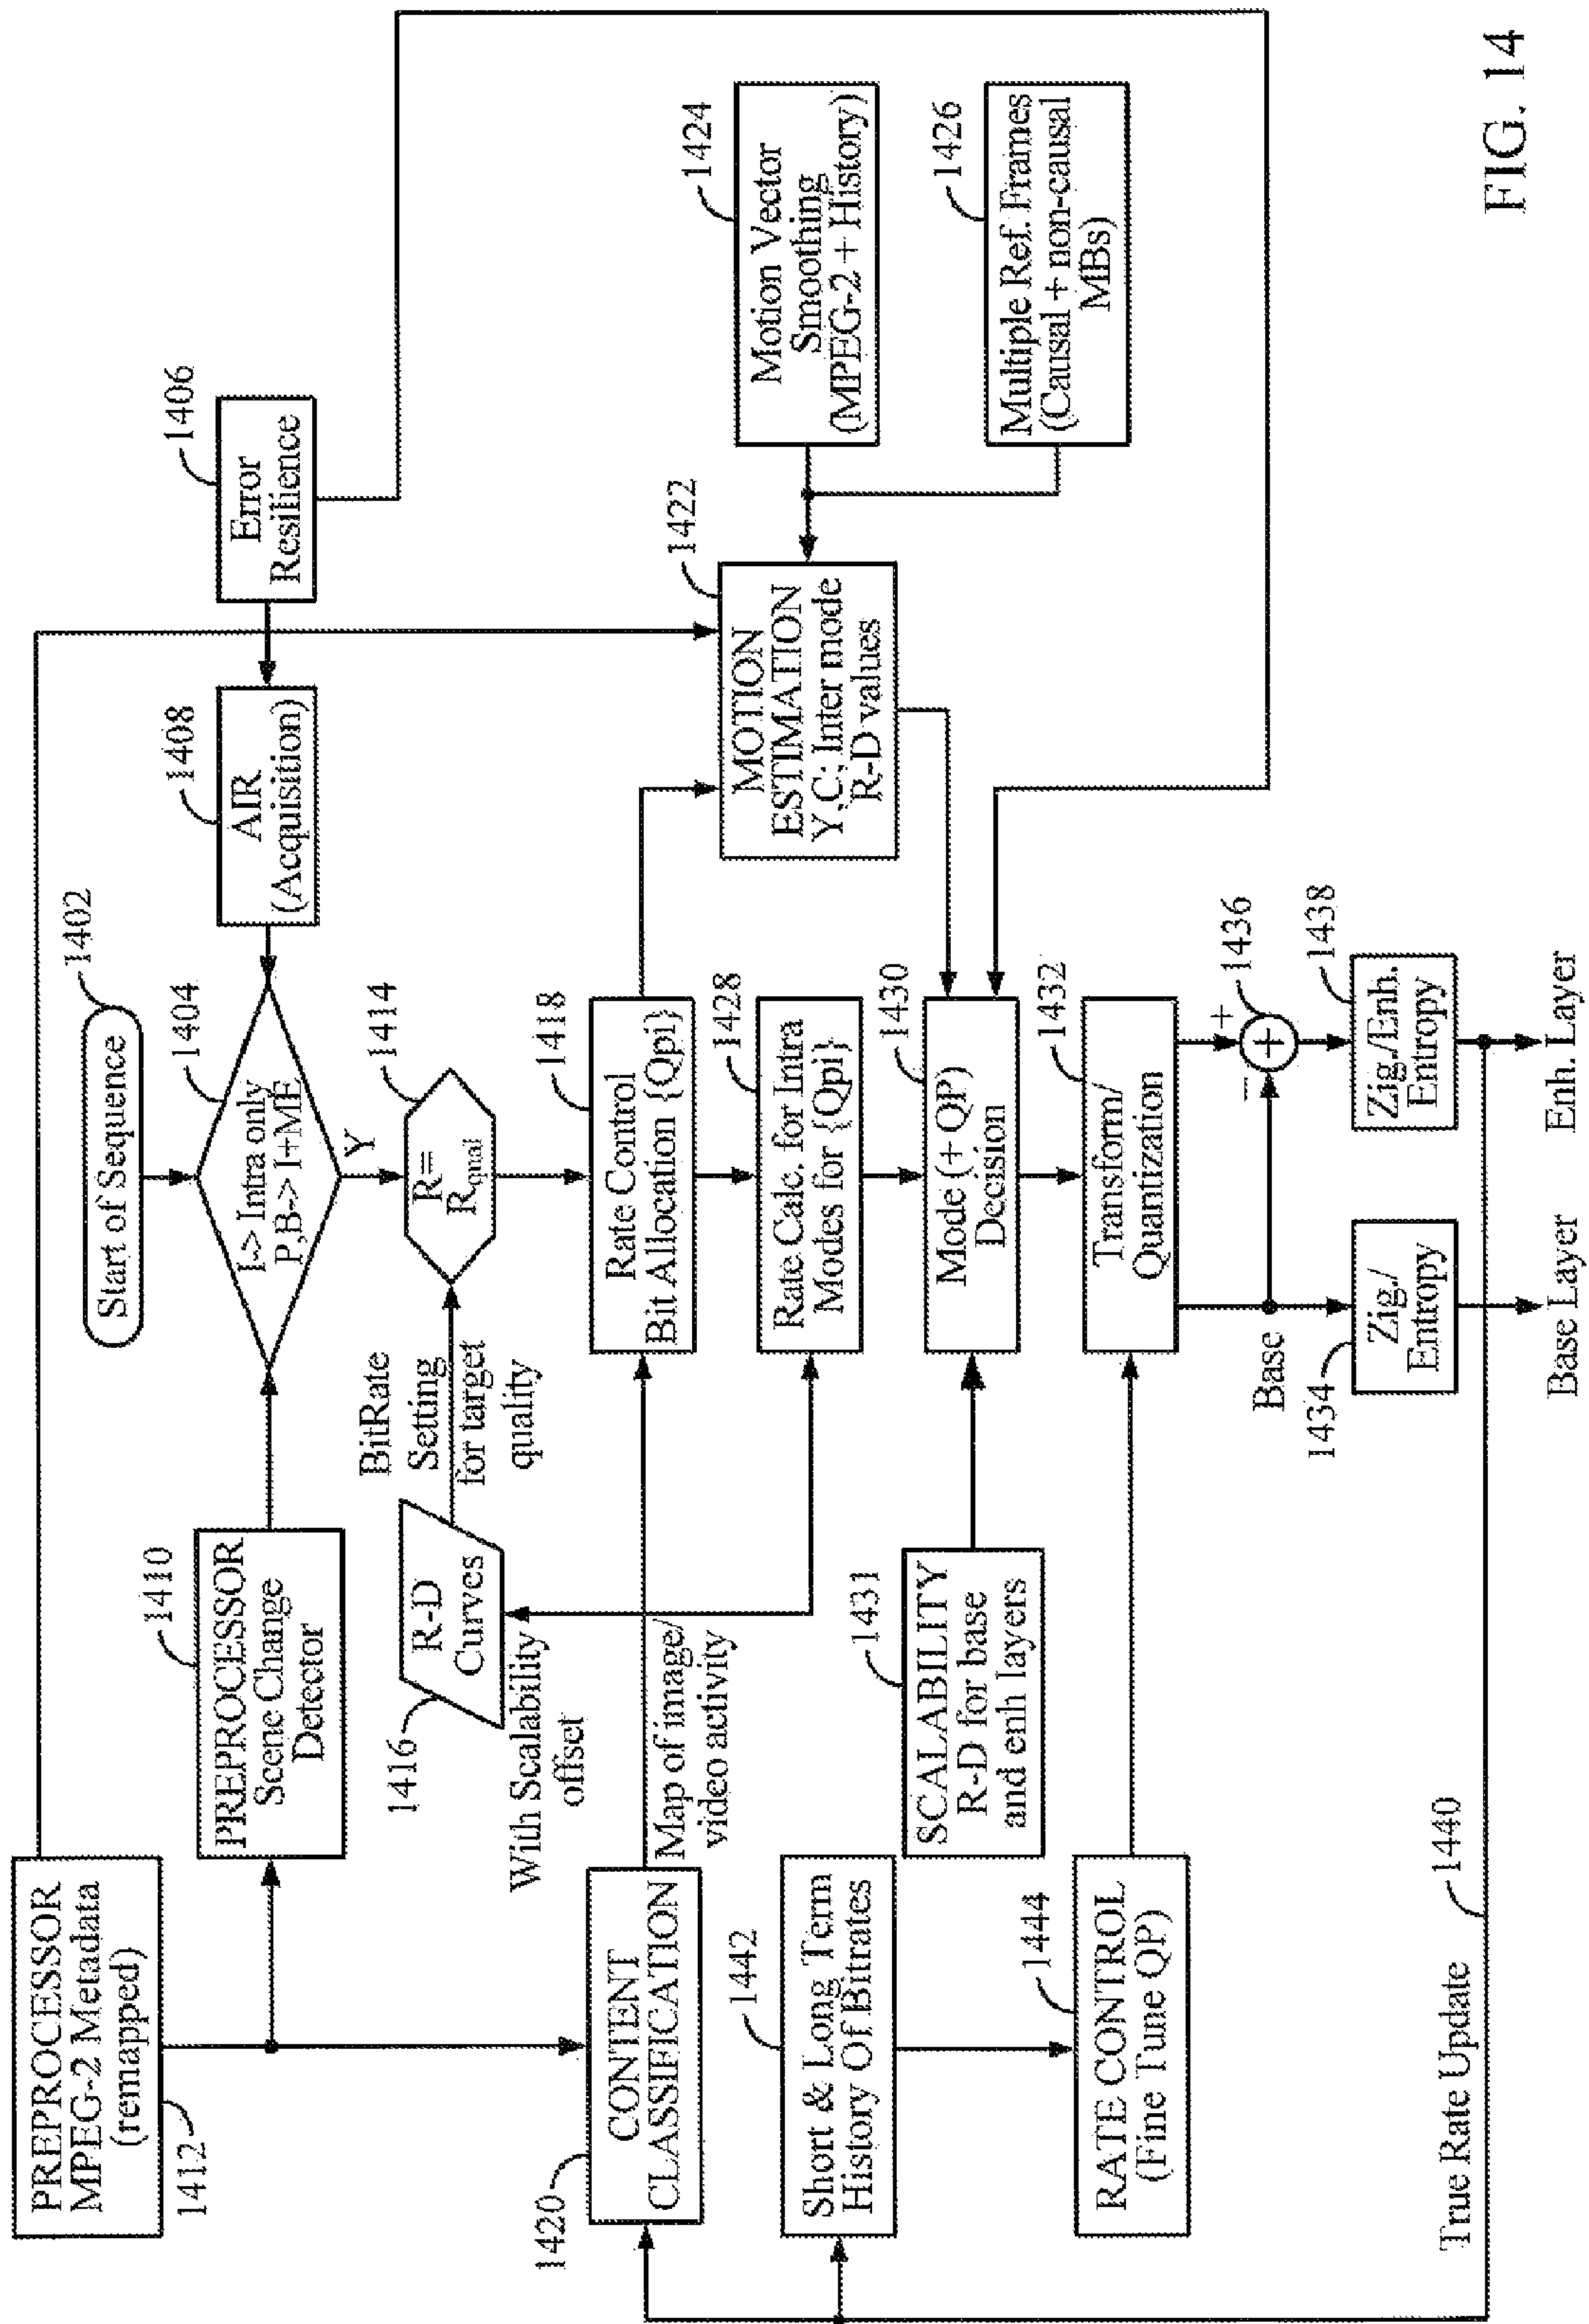 1402
Start of Sequence
1404
I-> Intra only
P,B-> I+ME
Y
1406
Error
Resilience
1408
AIR
(Acquisition)
1410
PREPROCESSOR
Scene Change
Detector
PREPROCESSOR
MPEG-2 Metadata
(remapped)
1412
1414
R=
Rqual
BitRate
Setting
for target
quality
R-D
Curves
1416
With Scalability
offset
1418
Rate Control
Bit Allocation {Qpi}
Map of image/
video activity
CONTENT
CLASSIFICATION
1420
1422
MOTION
ESTIMATION
Y,C; Inter mode
R-D values
1424
Motion Vector
Smoothing
(MPEG-2 + History)
1426
Multiple Ref. Frames
(Causal + non-causal
MBs)
1428
Rate Calc. for Intra
Modes for {Qpi}
1430
Mode (+ QP)
Decision
1431
SCALABILITY
R-D for base
and enh layers
1432
Transform/
Quantization
1442
Short & Long Term
History Of Bitrates
1444
RATE CONTROL
(Fine Tune QP)
Base
+
−
+
1436
1434
Zig./
Entropy
1438
Zig./Enh.
Entropy
1440
True Rate Update
Base Layer
Enh. Layer
FIG. 14